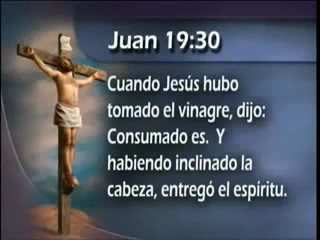 Juan 19:30
Cuando Jesús hubo
tomado el vinagre, dijo:
Consumado es. Y
habiendo inclinado la
cabeza, entregó el espíritu.